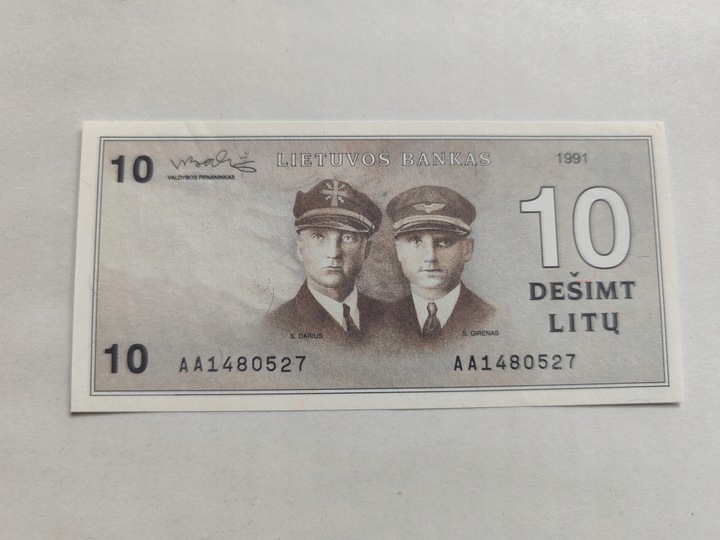 10
LIETUVOS BANKAS
1991
VALDYBOS PIRMININKAS
10
DEŠIMT
LITŲ
S. DARIUS
S. GIRĖNAS
10
AA1480527
AA1480527